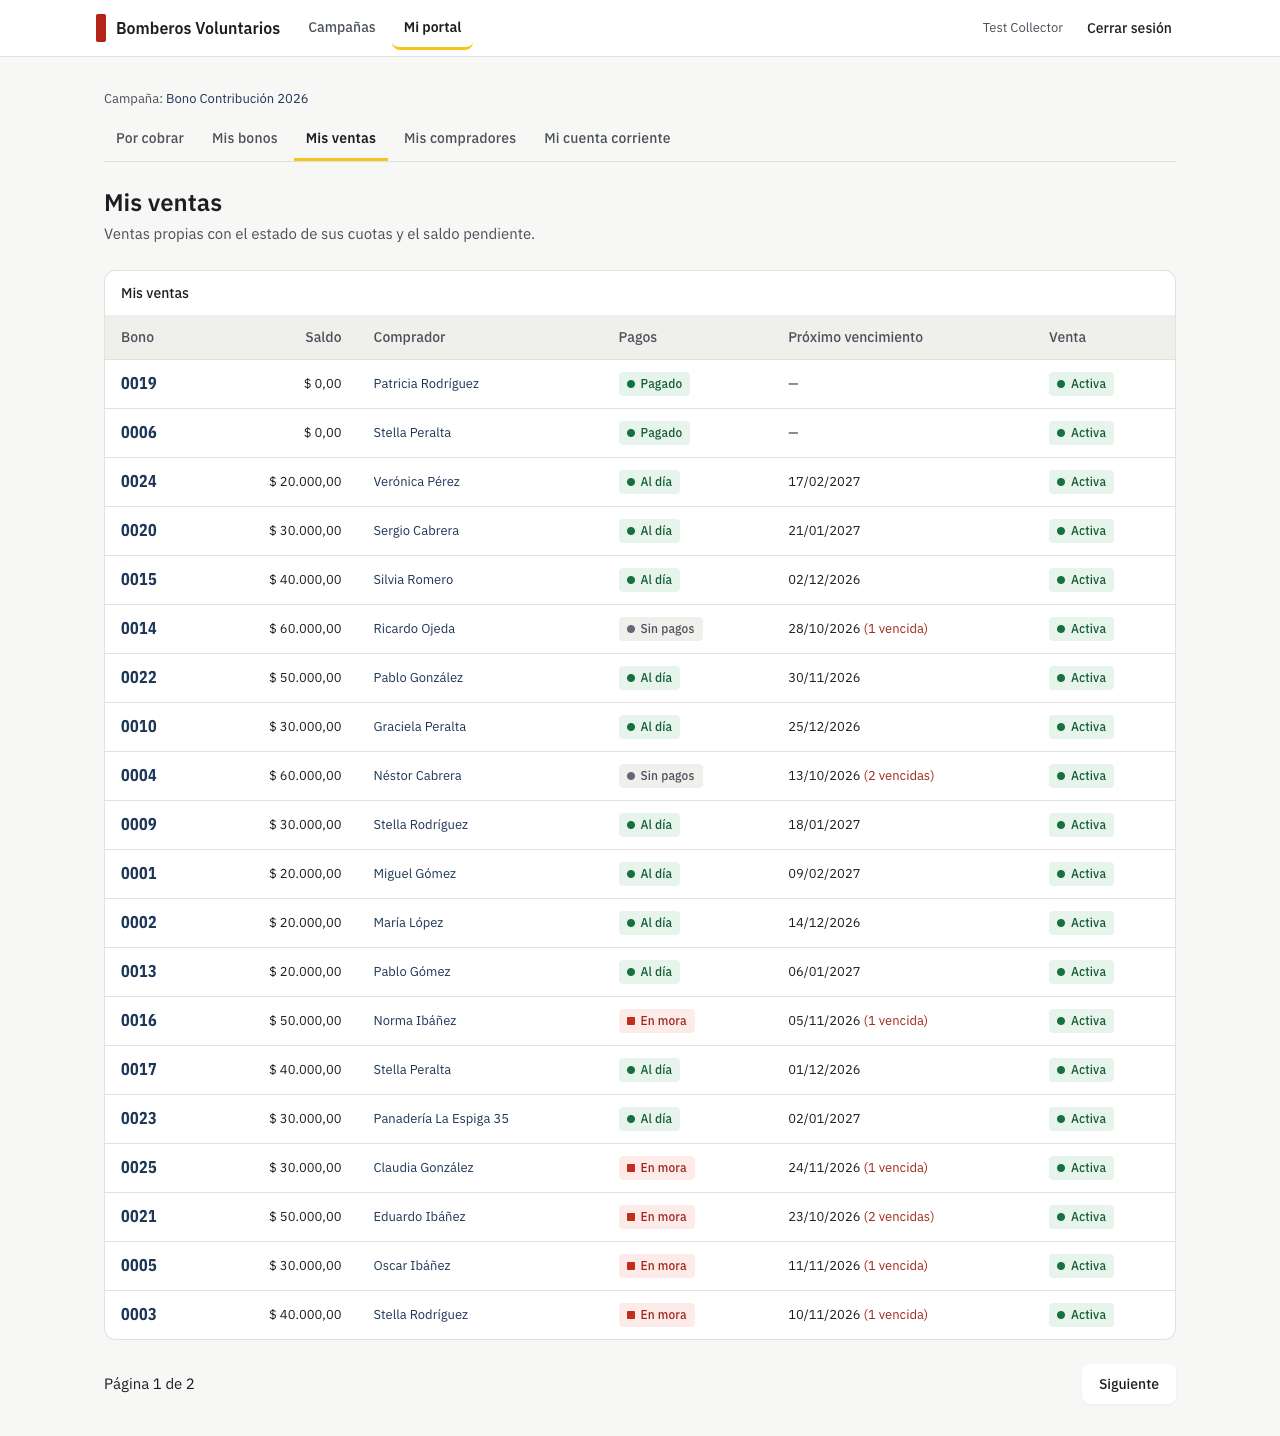 Bomberos Voluntarios Campañas Mi portal Test Collector Cerrar sesión
Campaña: Bono Contribución 2026
Por cobrar Mis bonos Mis ventas Mis compradores Mi cuenta corriente
Mis ventas
Ventas propias con el estado de sus cuotas y el saldo pendiente.
Mis ventas
Bono Saldo Comprador Pagos Próximo vencimiento Venta
0019 $ 0,00 Patricia Rodríguez Pagado — Activa
0006 $ 0,00 Stella Peralta Pagado — Activa
0024 $ 20.000,00 Verónica Pérez Al día 17/02/2027 Activa
0020 $ 30.000,00 Sergio Cabrera Al día 21/01/2027 Activa
0015 $ 40.000,00 Silvia Romero Al día 02/12/2026 Activa
0014 $ 60.000,00 Ricardo Ojeda Sin pagos 28/10/2026 (1 vencida) Activa
0022 $ 50.000,00 Pablo González Al día 30/11/2026 Activa
0010 $ 30.000,00 Graciela Peralta Al día 25/12/2026 Activa
0004 $ 60.000,00 Néstor Cabrera Sin pagos 13/10/2026 (2 vencidas) Activa
0009 $ 30.000,00 Stella Rodríguez Al día 18/01/2027 Activa
0001 $ 20.000,00 Miguel Gómez Al día 09/02/2027 Activa
0002 $ 20.000,00 María López Al día 14/12/2026 Activa
0013 $ 20.000,00 Pablo Gómez Al día 06/01/2027 Activa
0016 $ 50.000,00 Norma Ibáñez En mora 05/11/2026 (1 vencida) Activa
0017 $ 40.000,00 Stella Peralta Al día 01/12/2026 Activa
0023 $ 30.000,00 Panadería La Espiga 35 Al día 02/01/2027 Activa
0025 $ 30.000,00 Claudia González En mora 24/11/2026 (1 vencida) Activa
0021 $ 50.000,00 Eduardo Ibáñez En mora 23/10/2026 (2 vencidas) Activa
0005 $ 30.000,00 Oscar Ibáñez En mora 11/11/2026 (1 vencida) Activa
0003 $ 40.000,00 Stella Rodríguez En mora 10/11/2026 (1 vencida) Activa
Página 1 de 2 Siguiente